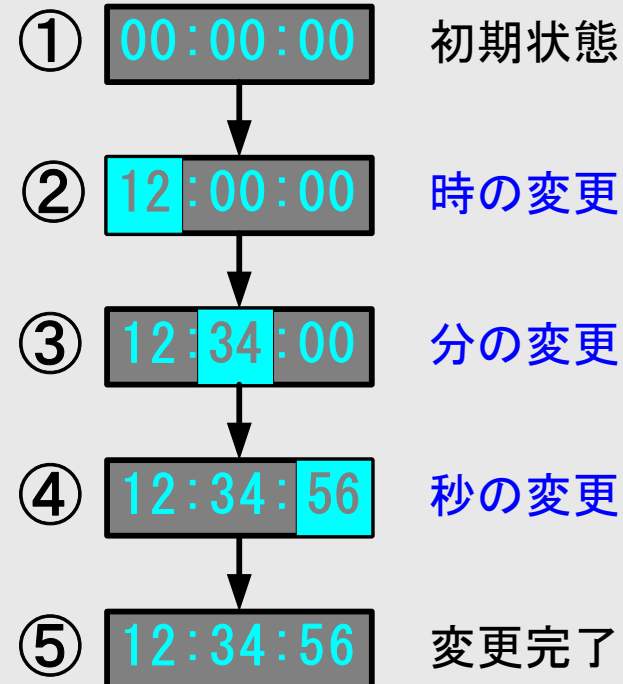 ① 00:00:00 初期状態
② 12:00:00 時の変更
③ 12:34:00 分の変更
④ 12:34:56 秒の変更
⑤ 12:34:56 変更完了